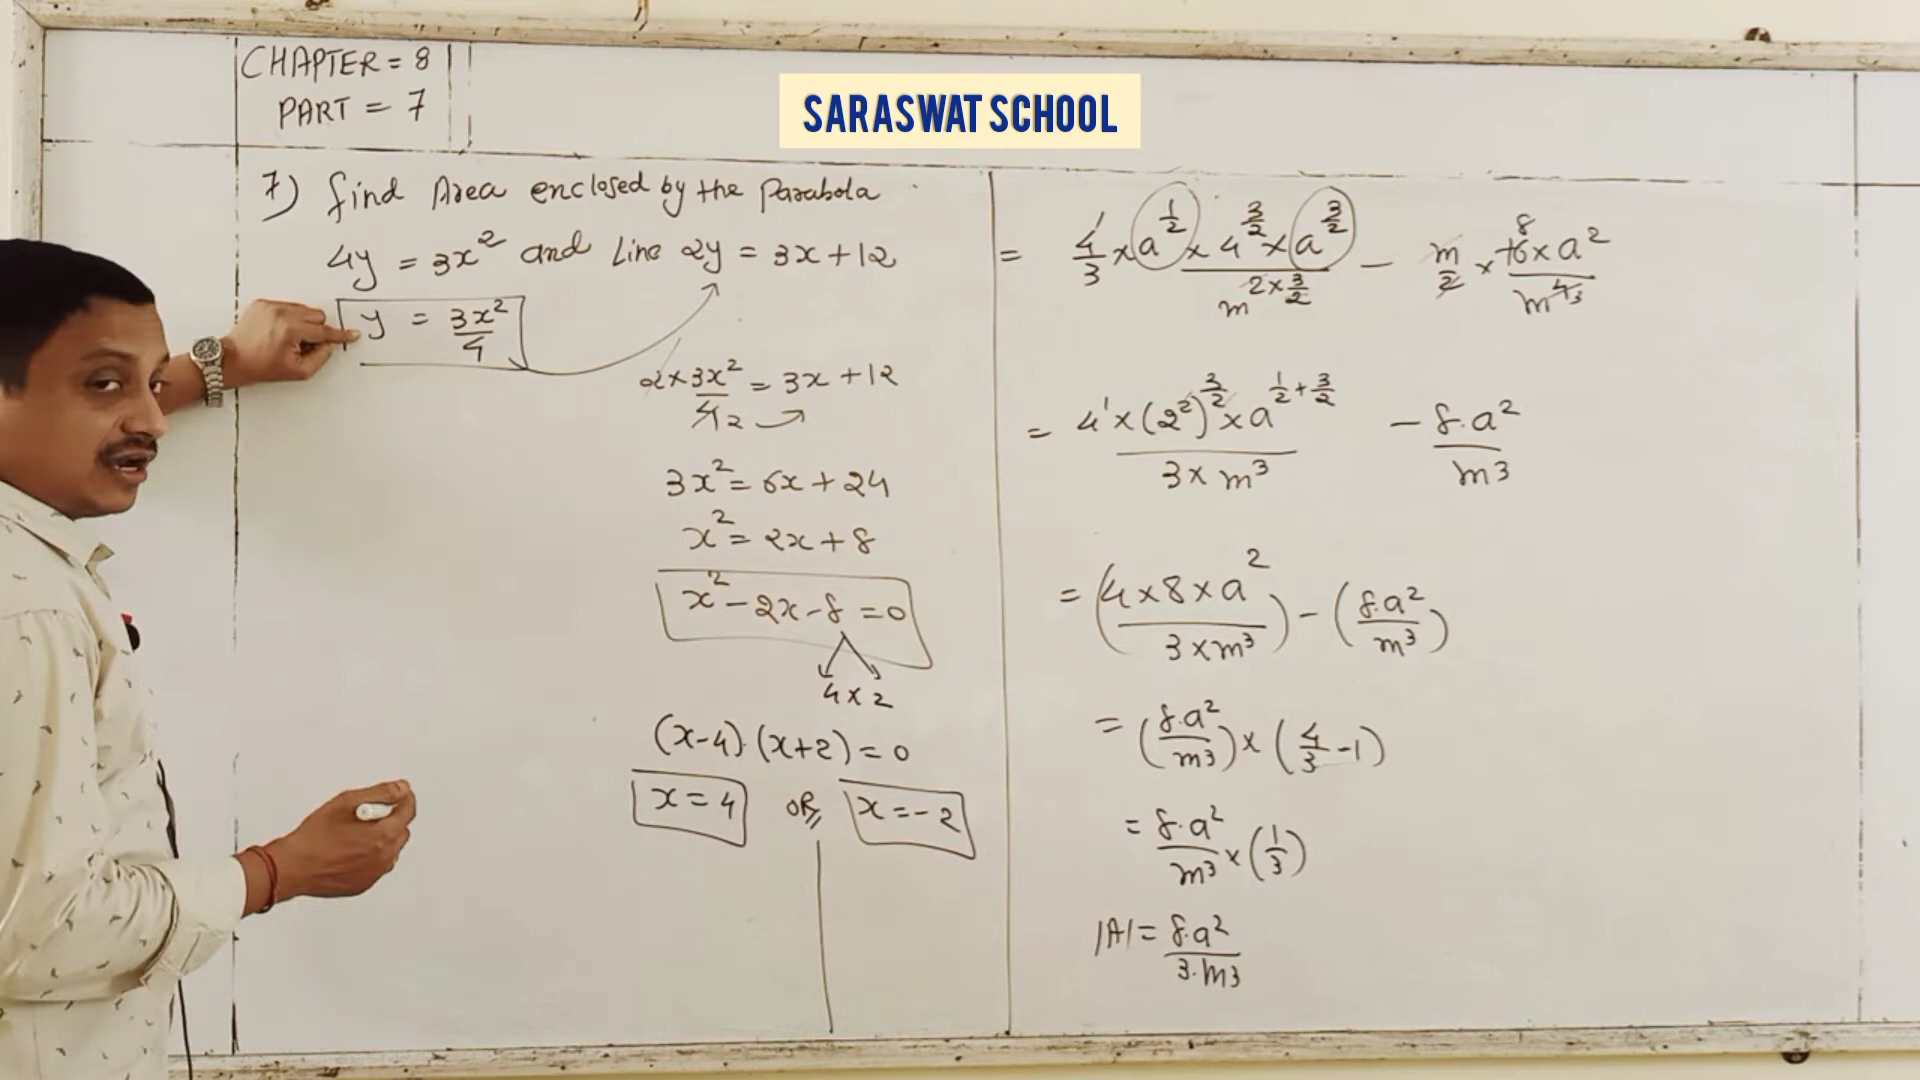 CHAPTER = 8
PART = 7
SARASWAT SCHOOL
7) find Area enclosed by the Parabola
4y = 3x² and Line 2y = 3x + 12
y = 3x²/4
2 × 3x²/4 2 = 3x + 12
3x² = 6x + 24
x² = 2x + 8
x² - 2x - 8 = 0
4 × 2
(x-4).(x+2) = 0
x = 4 OR x = -2
= 4/3 × a^(1/2) × 4^(3/2) × a^(3/2) / m^(2×3/2) - m/2 × 16 8 × a² / m^4 3
= 4 × (2²)^(3/2) × a^(1/2 + 3/2) / 3 × m³ - 8.a²/m³
= (4 × 8 × a² / 3 × m³) - (8.a²/m³)
= (8.a²/m³) × (4/3 - 1)
= 8.a²/m³ × (1/3)
|A| = 8.a²/3.m³